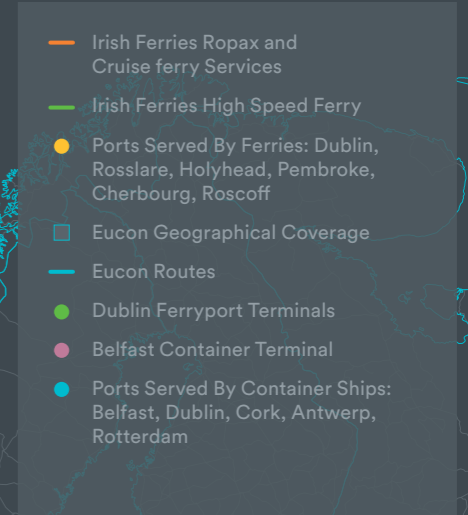 Irish Ferries Ropax and
Cruise ferry Services
Irish Ferries High Speed Ferry
Ports Served By Ferries: Dublin,
Rosslare, Holyhead, Pembroke,
Cherbourg, Roscoff
Eucon Geographical Coverage
Eucon Routes
Dublin Ferryport Terminals
Belfast Container Terminal
Ports Served By Container Ships:
Belfast, Dublin, Cork, Antwerp,
Rotterdam